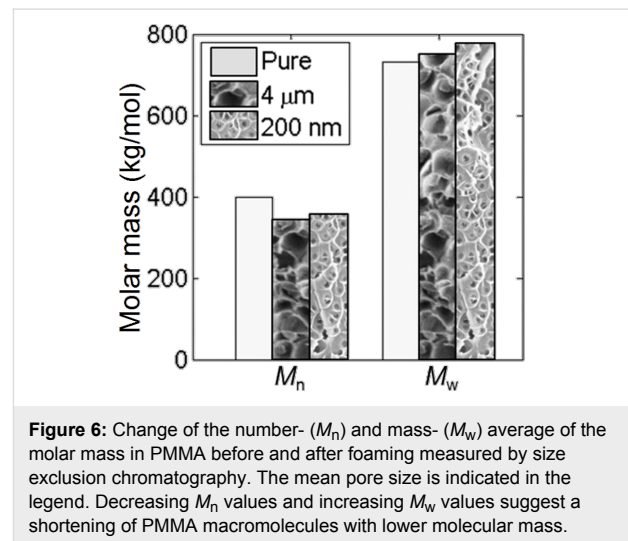 800
600
400
200
0
Molar mass (kg/mol)
Pure
4 μm
200 nm
Mn
Mw
Figure 6: Change of the number- (Mn) and mass- (Mw) average of the
molar mass in PMMA before and after foaming measured by size
exclusion chromatography. The mean pore size is indicated in the
legend. Decreasing Mn values and increasing Mw values suggest a
shortening of PMMA macromolecules with lower molecular mass.